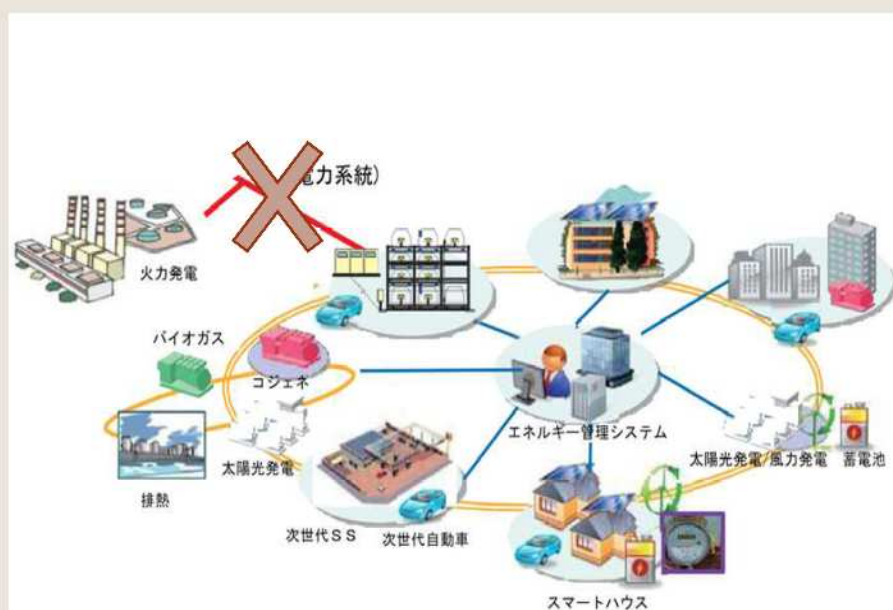 電力系統)
火力発電
バイオガス
コジェネ
エネルギー管理システム
太陽光発電
太陽光発電/風力発電
蓄電池
排熱
次世代SS
次世代自動車
スマートハウス